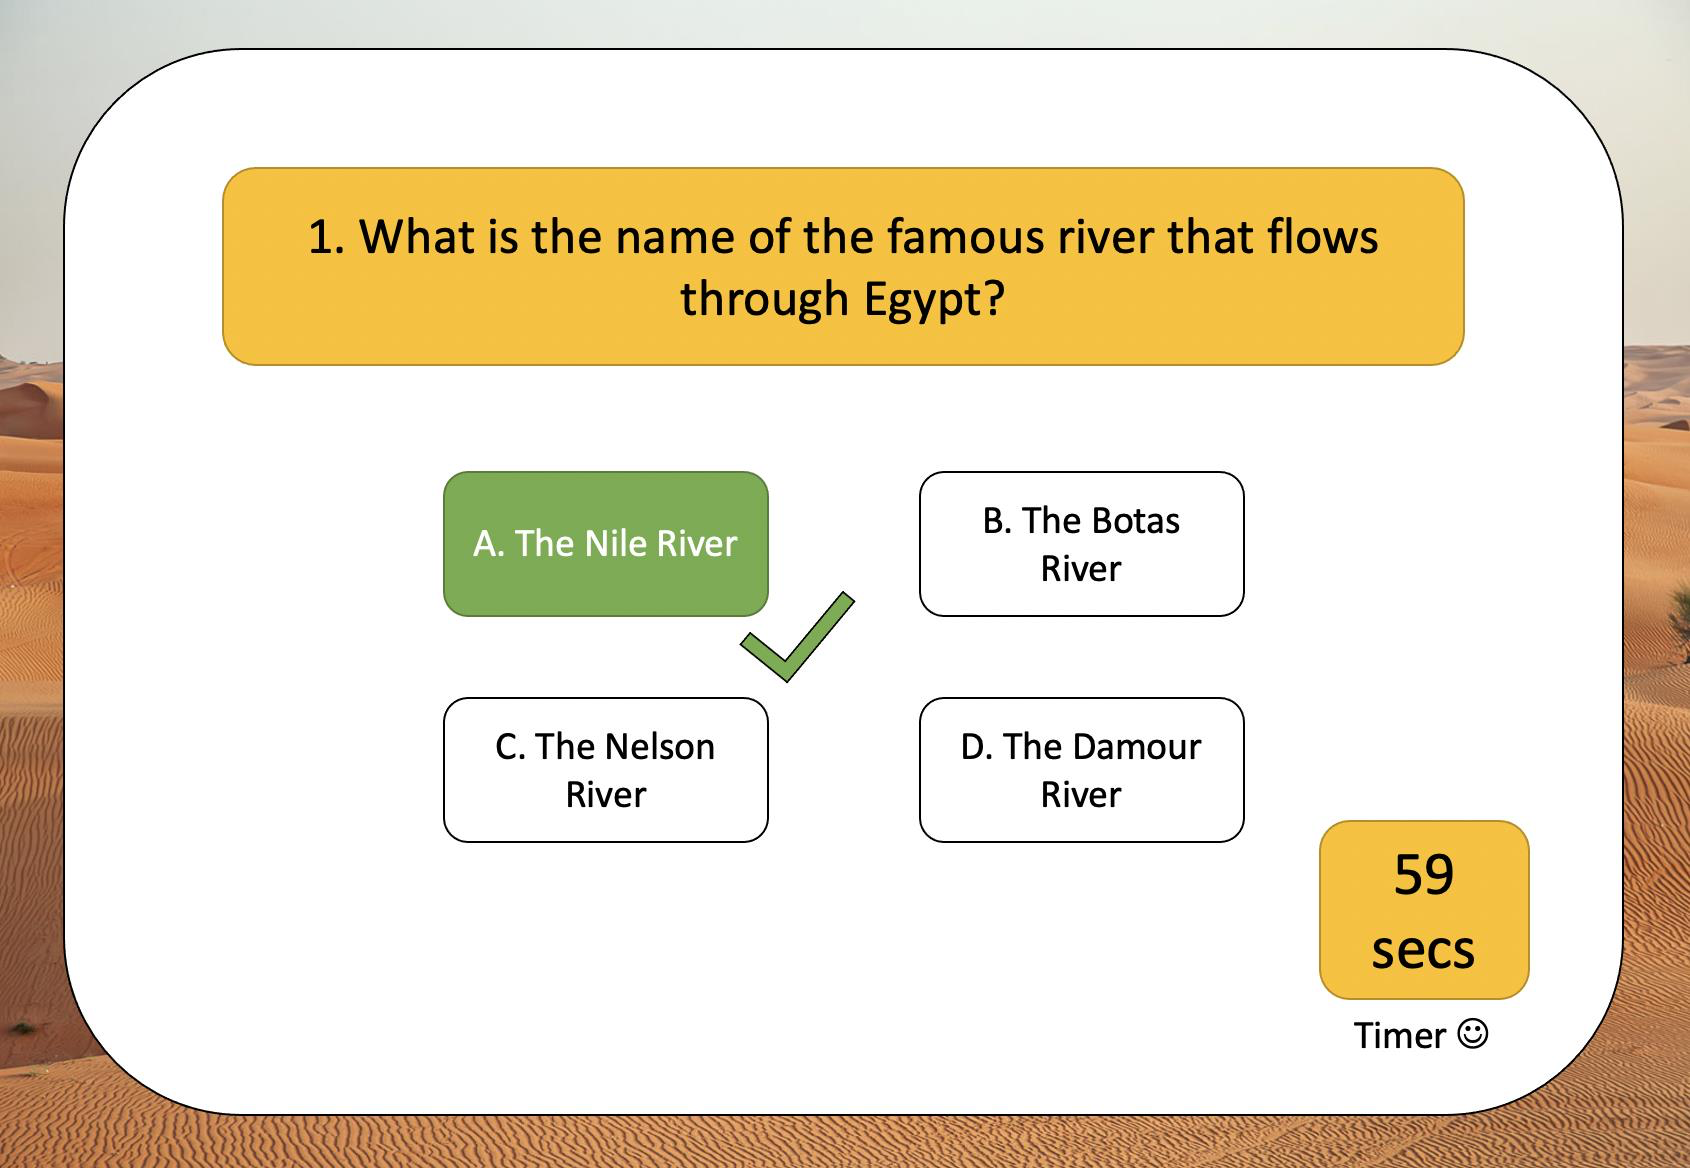 1. What is the name of the famous river that flows
through Egypt?
A. The Nile River
B. The Botas
River
C. The Nelson
River
D. The Damour
River
59
secs
Timer ☺